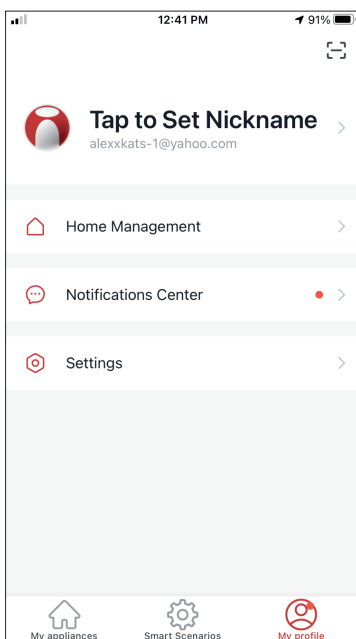 12:41 PM
91%
Tap to Set Nickname
alexxkats-1@yahoo.com
Home Management
Notifications Center
Settings
My appliances
Smart Scenarios
My profile